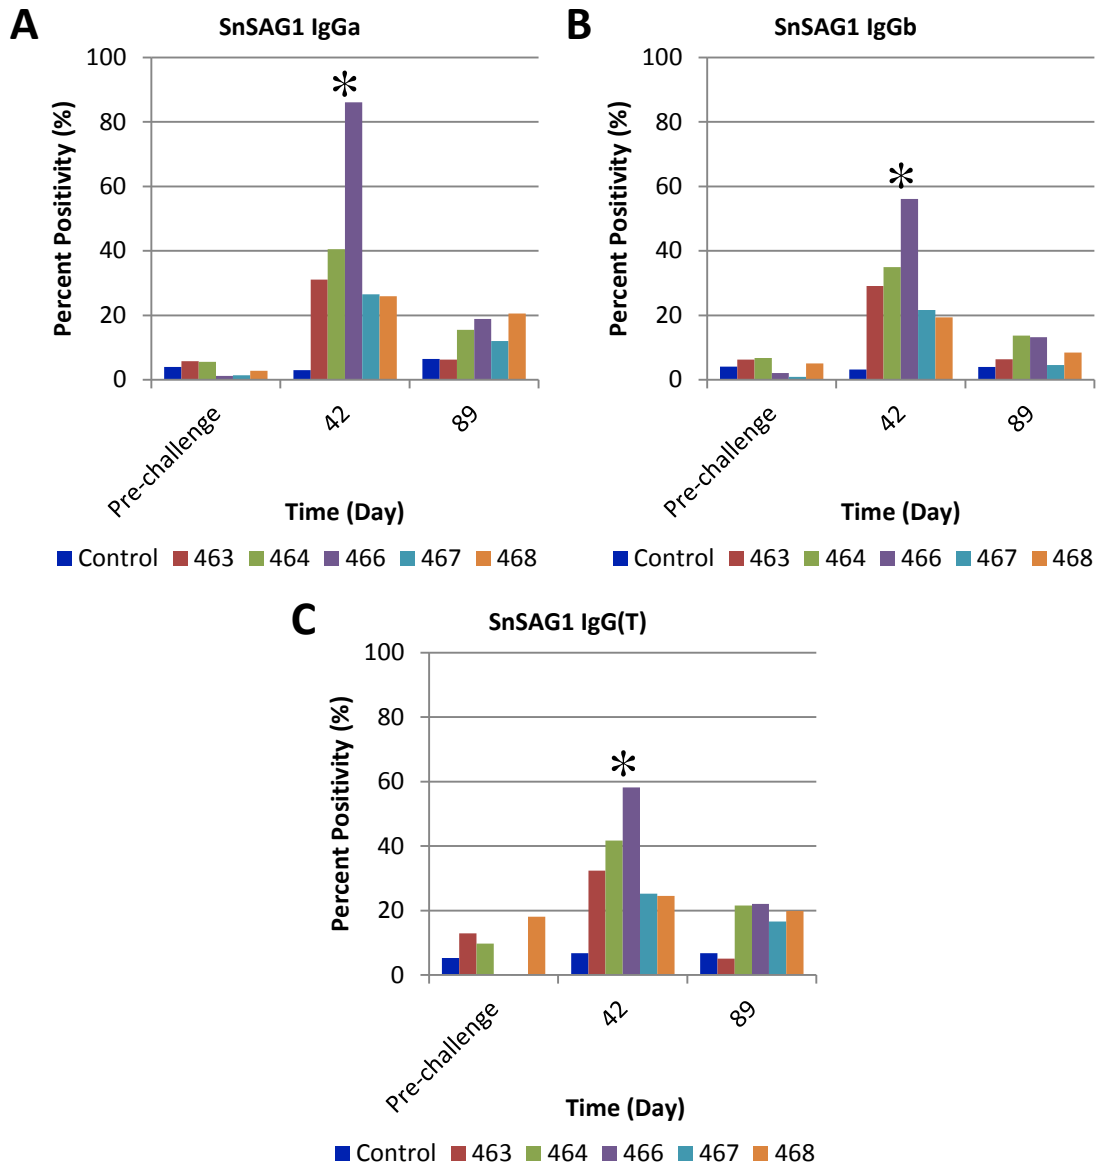 A
SnSAG1 IgGa
Percent Positivity (%)
100
80
60
40
20
0
*
Pre-challenge
42
89
Time (Day)
Control 463 464 466 467 468
B
SnSAG1 IgGb
Percent Positivity (%)
100
80
60
40
20
0
*
Pre-challenge
42
89
Time (Day)
Control 463 464 466 467 468
C
SnSAG1 IgG(T)
Percent Positivity (%)
100
80
60
40
20
0
*
Pre-challenge
42
89
Time (Day)
Control 463 464 466 467 468